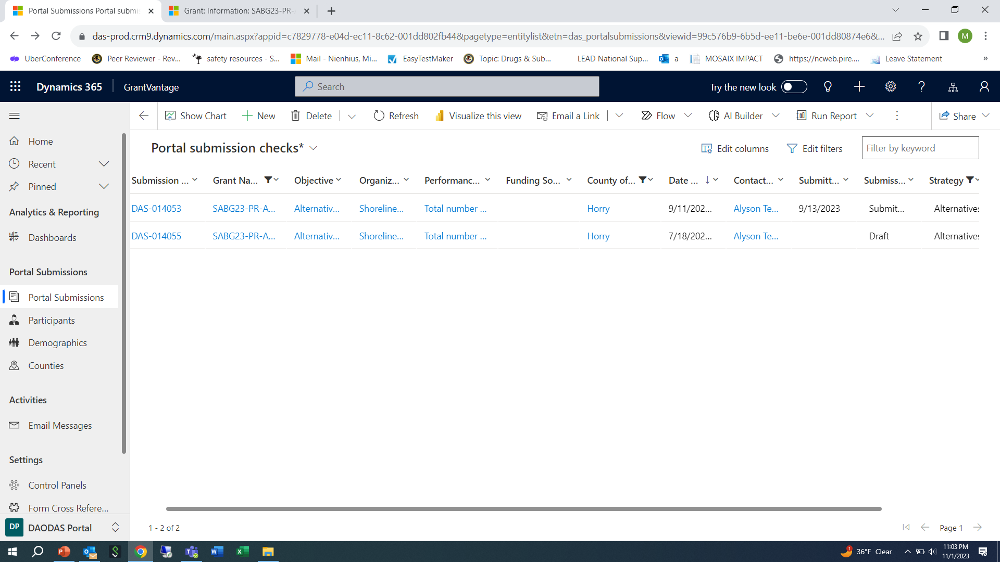 Portal Submissions Portal submi
Grant: Information: SABG23-PR-
das-prod.crm9.dynamics.com/main.aspx?appid=c7829778-e04d-ec11-8c62-001dd802fb44&pagetype=entitylist&etn=das_portalsubmissions&viewid=99c576b9-6b5d-ee11-be6e-001dd80874e6&...
M
UberConference
Peer Reviewer - Rev...
safety resources - S...
Mail - Nienhius, Mi...
EasyTestMaker
Topic: Drugs & Sub...
LEAD National Sup...
a
MOSAIX IMPACT
https://ncweb.pire....
Leave Statement
»
Dynamics 365
GrantVantage
Search
Try the new look
Show Chart
New
Delete
Refresh
Visualize this view
Email a Link
Flow
AI Builder
Run Report
Share
Home
Recent
Pinned
Analytics & Reporting
Dashboards
Portal Submissions
Portal Submissions
Participants
Demographics
Counties
Activities
Email Messages
Settings
Control Panels
Form Cross Refere...
DP DAODAS Portal
Portal submission checks*
Edit columns
Edit filters
Filter by keyword
Submission ... Grant Na... Objective Organiz... Performanc... Funding So... County of... Date ... Contact... Submitt... Submiss... Strategy
DAS-014053 SABG23-PR-A... Alternativ... Shoreline... Total number ... Horry 9/11/202... Alyson Te... 9/13/2023 Submit... Alternatives
DAS-014055 SABG23-PR-A... Alternativ... Shoreline... Total number ... Horry 7/18/202... Alyson Te... Draft Alternatives
1 - 2 of 2
Page 1
1 36°F Clear
11:03 PM
11/1/2023